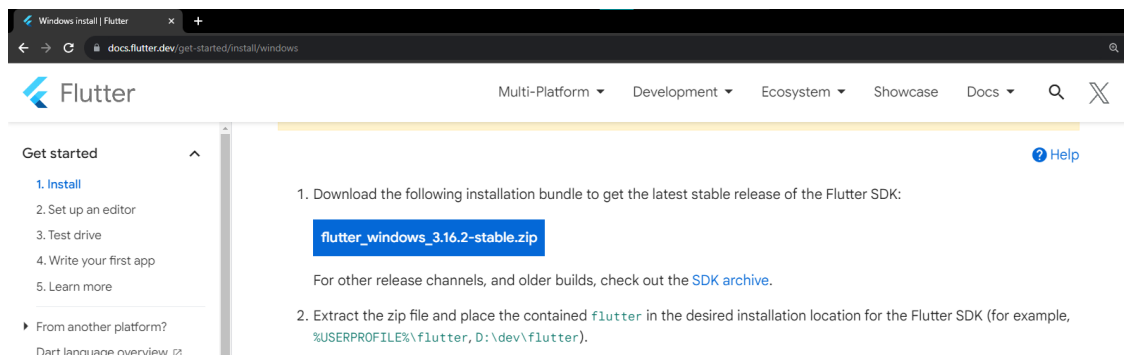 Windows install | Flutter
docs.flutter.dev/get-started/install/windows
Flutter
Multi-Platform
Development
Ecosystem
Showcase
Docs
Get started
Help
1. Install
2. Set up an editor
3. Test drive
4. Write your first app
5. Learn more
From another platform?
Dart language overview
1. Download the following installation bundle to get the latest stable release of the Flutter SDK:
flutter_windows_3.16.2-stable.zip
For other release channels, and older builds, check out the SDK archive.
2. Extract the zip file and place the contained flutter in the desired installation location for the Flutter SDK (for example,
%USERPROFILE%\flutter, D:\dev\flutter).